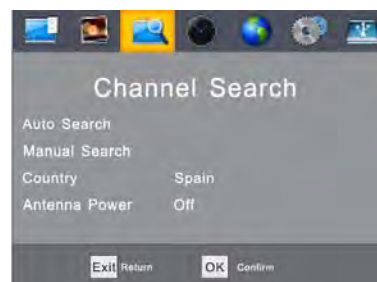 Channel Search
Auto Search
Manual Search
Country Spain
Antenna Power Off
Exit Return OK Confirm